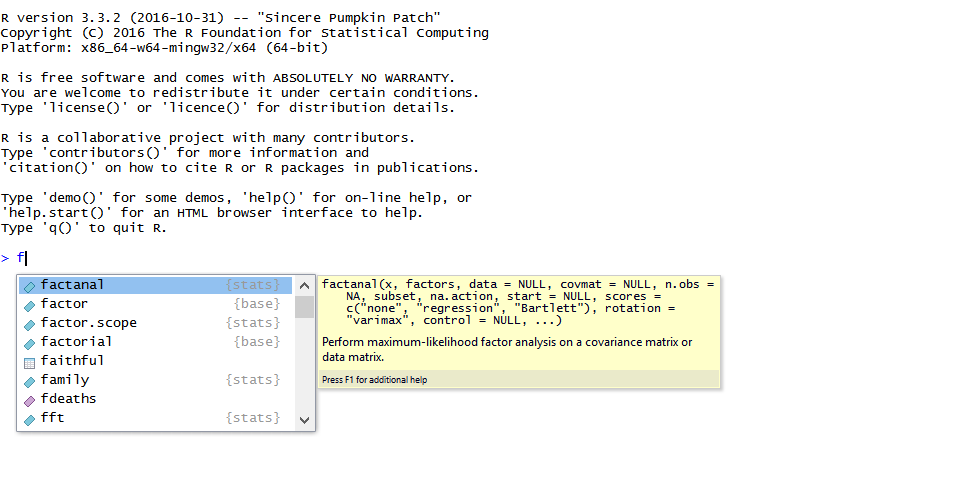 R version 3.3.2 (2016-10-31) -- "Sincere Pumpkin Patch"
Copyright (C) 2016 The R Foundation for Statistical Computing
Platform: x86_64-w64-mingw32/x64 (64-bit)
R is free software and comes with ABSOLUTELY NO WARRANTY.
You are welcome to redistribute it under certain conditions.
Type 'license()' or 'licence()' for distribution details.
R is a collaborative project with many contributors.
Type 'contributors()' for more information and
'citation()' on how to cite R or R packages in publications.
Type 'demo()' for some demos, 'help()' for on-line help, or
'help.start()' for an HTML browser interface to help.
Type 'q()' to quit R.
> f
factanal {stats}
factor {base}
factor.scope {stats}
factorial {base}
faithful
family {stats}
fdeaths
fft {stats}
factanal(x, factors, data = NULL, covmat = NULL, n.obs =
NA, subset, na.action, start = NULL, scores =
c("none", "regression", "Bartlett"), rotation =
"varimax", control = NULL, ...)
Perform maximum-likelihood factor analysis on a covariance matrix or
data matrix.
Press F1 for additional help